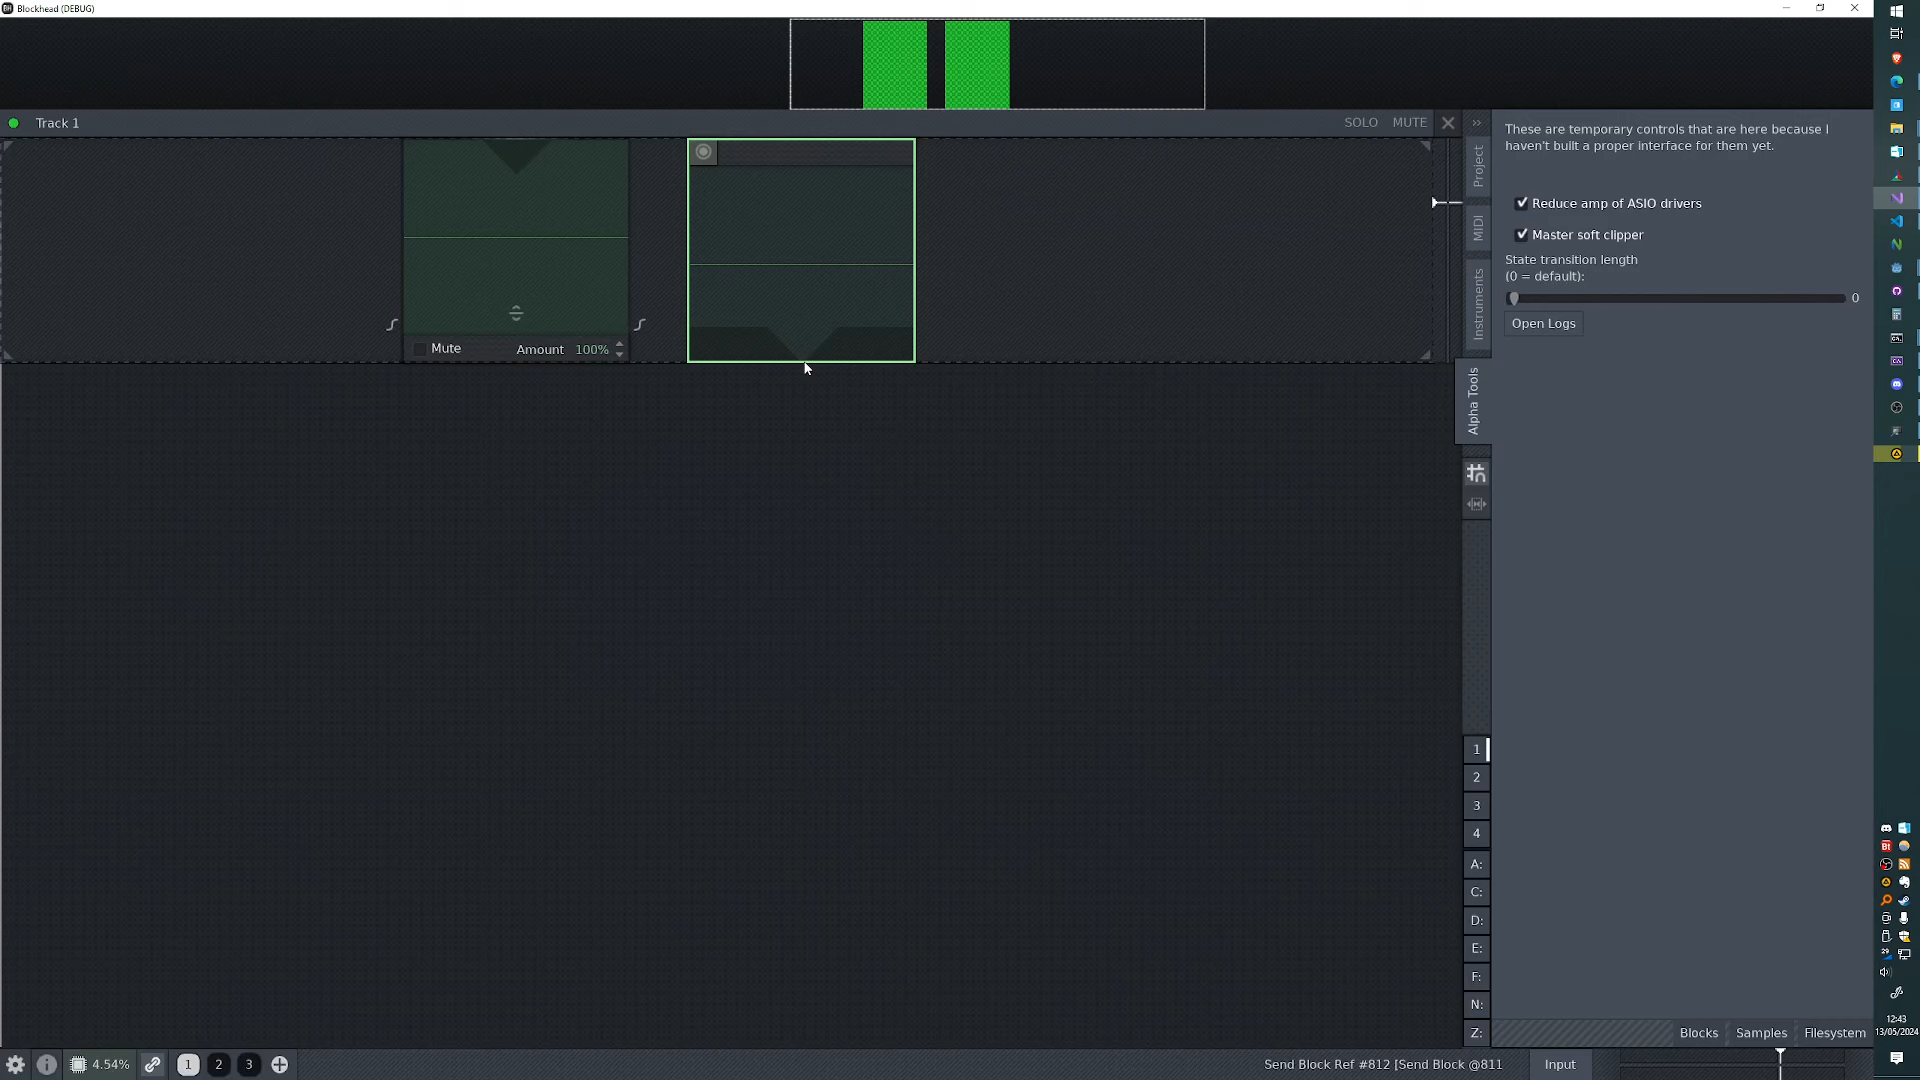 Blockhead (DEBUG)
Track 1
SOLO MUTE
Mute Amount 100%
Project
MIDI
Instruments
Alpha Tools
These are temporary controls that are here because I
haven't built a proper interface for them yet.
Reduce amp of ASIO drivers
Master soft clipper
State transition length
(0 = default):
0
Open Logs
1
2
3
4
A:
C:
D:
E:
F:
N:
Z:
Blocks Samples Filesystem
4.54% 1 2 3
Send Block Ref #812 [Send Block @811
Input
29
12:43
13/05/2024